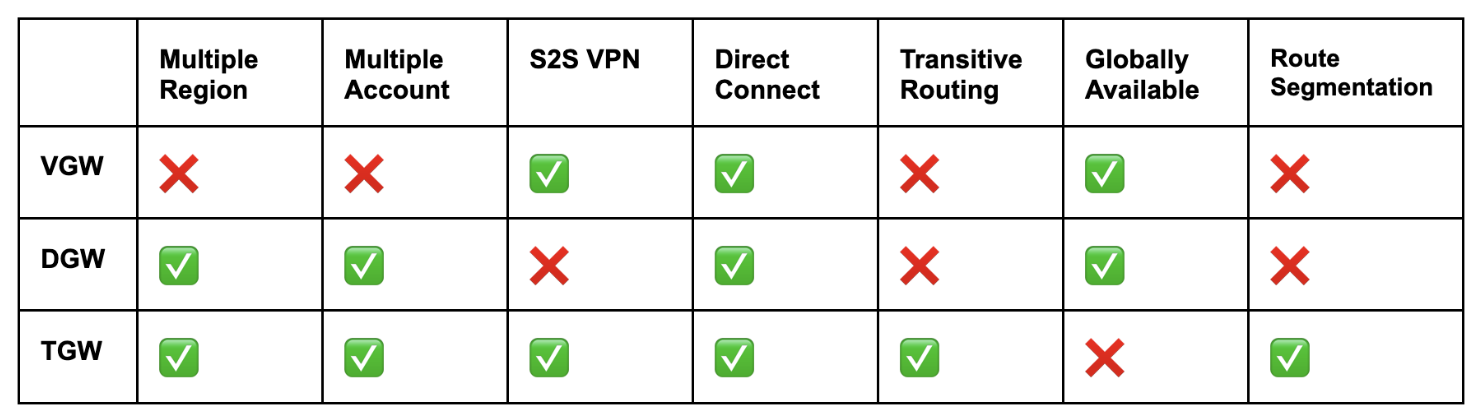 Multiple
Region
Multiple
Account
S2S VPN
Direct
Connect
Transitive
Routing
Globally
Available
Route
Segmentation
VGW ❌ ❌ ✅ ✅ ❌ ✅ ❌
DGW ✅ ✅ ❌ ✅ ❌ ✅ ❌
TGW ✅ ✅ ✅ ✅ ✅ ❌ ✅